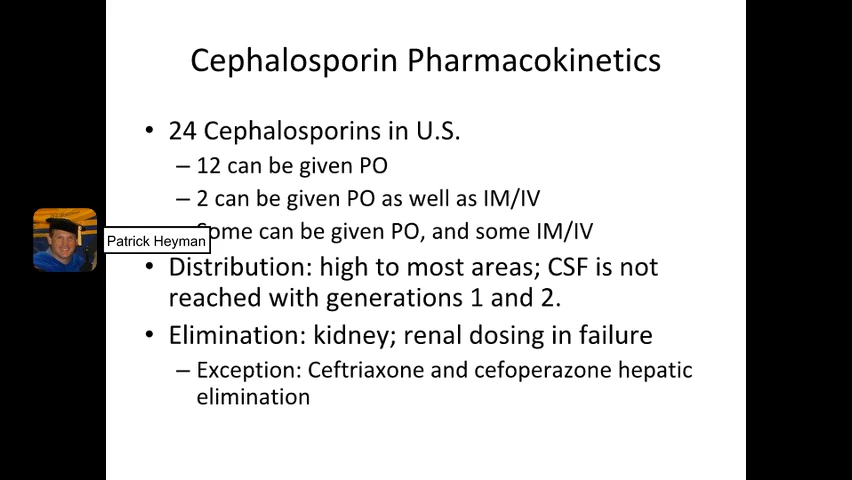 Cephalosporin Pharmacokinetics
• 24 Cephalosporins in U.S.
– 12 can be given PO
– 2 can be given PO as well as IM/IV
– Some can be given PO, and some IM/IV
Patrick Heyman
• Distribution: high to most areas; CSF is not
reached with generations 1 and 2.
• Elimination: kidney; renal dosing in failure
– Exception: Ceftriaxone and cefoperazone hepatic
elimination